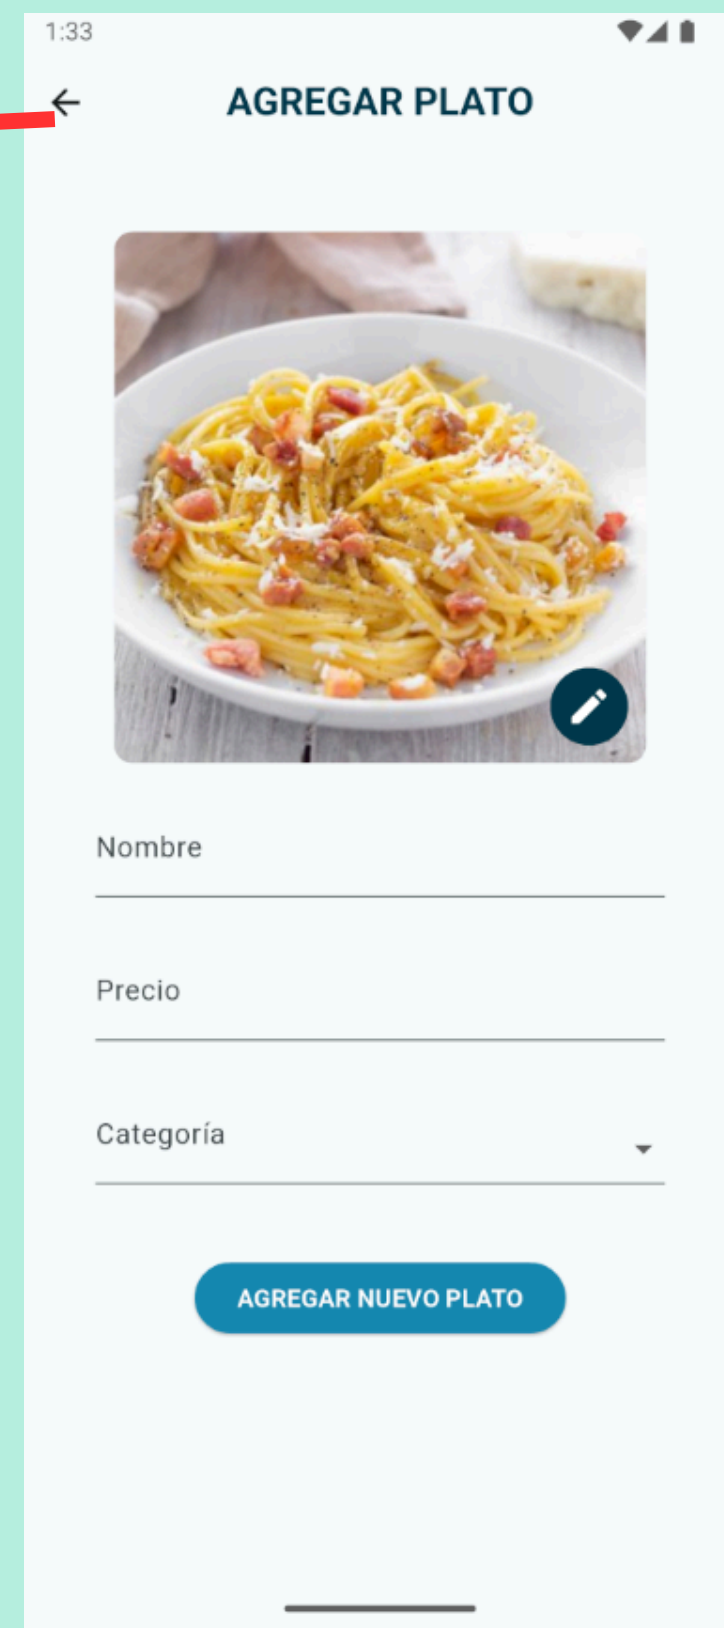 1:33
AGREGAR PLATO
Nombre
Precio
Categoría
AGREGAR NUEVO PLATO